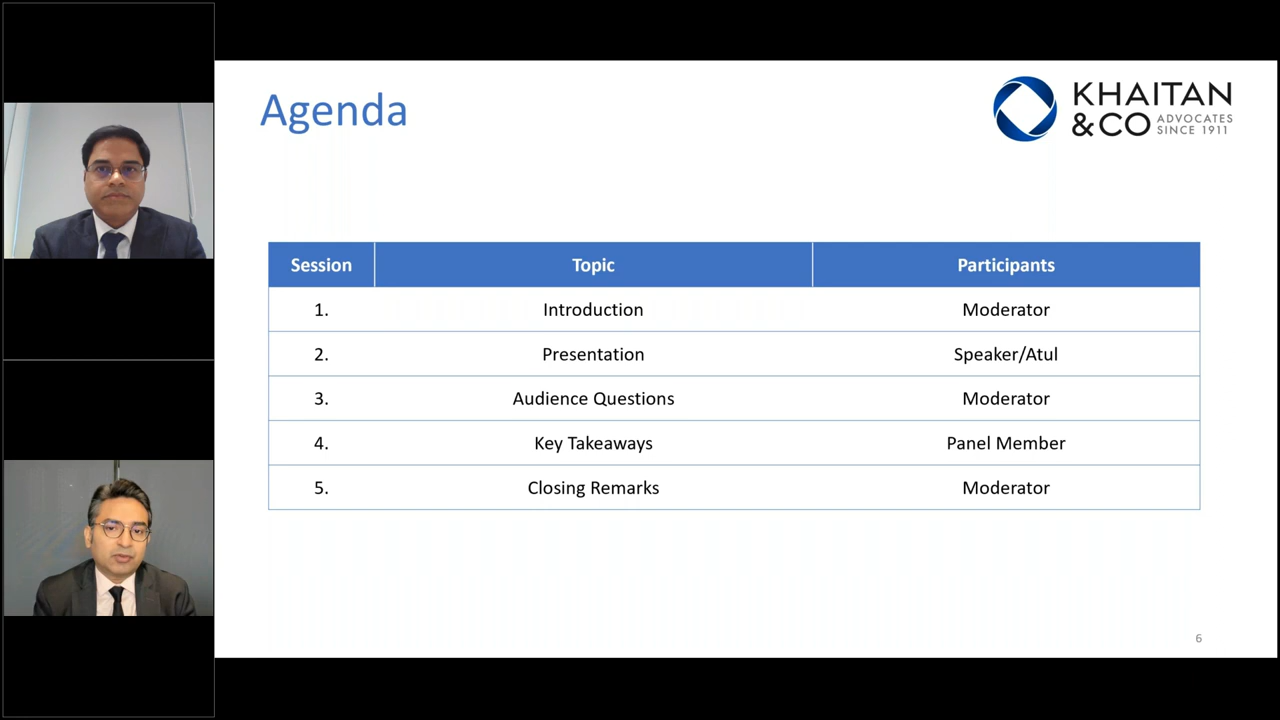 Agenda
KHAITAN
&CO ADVOCATES
SINCE 1911
Session Topic Participants
1. Introduction Moderator
2. Presentation Speaker/Atul
3. Audience Questions Moderator
4. Key Takeaways Panel Member
5. Closing Remarks Moderator
6